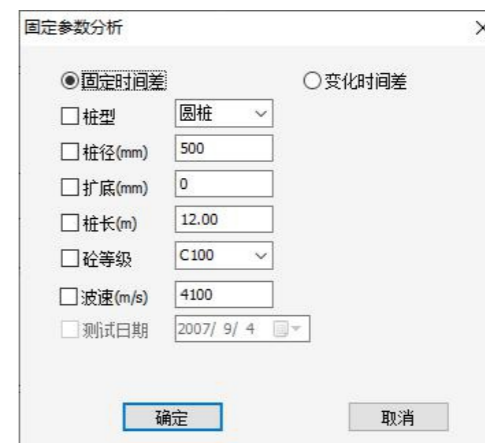 固定参数分析
固定时间差 变化时间差
桩型 圆桩
桩径(mm) 500
扩底(mm) 0
桩长(m) 12.00
砼等级 C100
波速(m/s) 4100
测试日期 2007/ 9/ 4
确定 取消